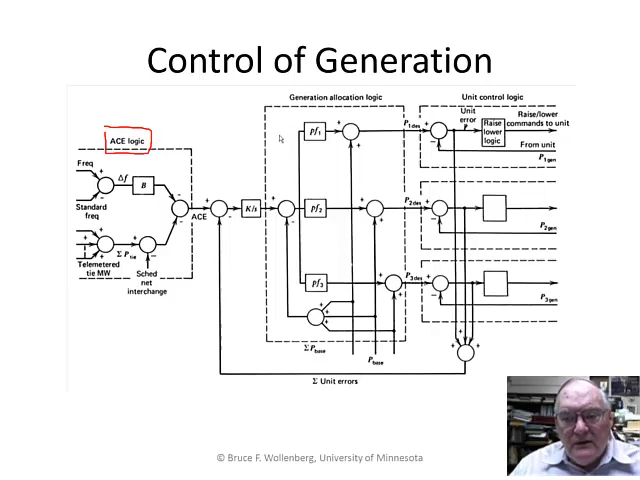 Control of Generation
Generation allocation logic
Unit control logic
ACE logic
Freq
+
Δf
B
-
Standard
freq
-
+
+
+
Telemetered
tie MW
Σ Ptie
+
-
Sched
net
interchange
-
ACE
+
-
K/s
+
-
pf1
+
+
P1des
+
-
Unit
error
Raise
lower
logic
Raise/lower
commands to unit
From unit
P1gen
pf2
+
+
P2des
+
-
P2gen
pf3
+
+
P3des
+
-
P3gen
+
+
+
Σ Pbase
Pbase
+
+
+
Σ Unit errors
© Bruce F. Wollenberg, University of Minnesota